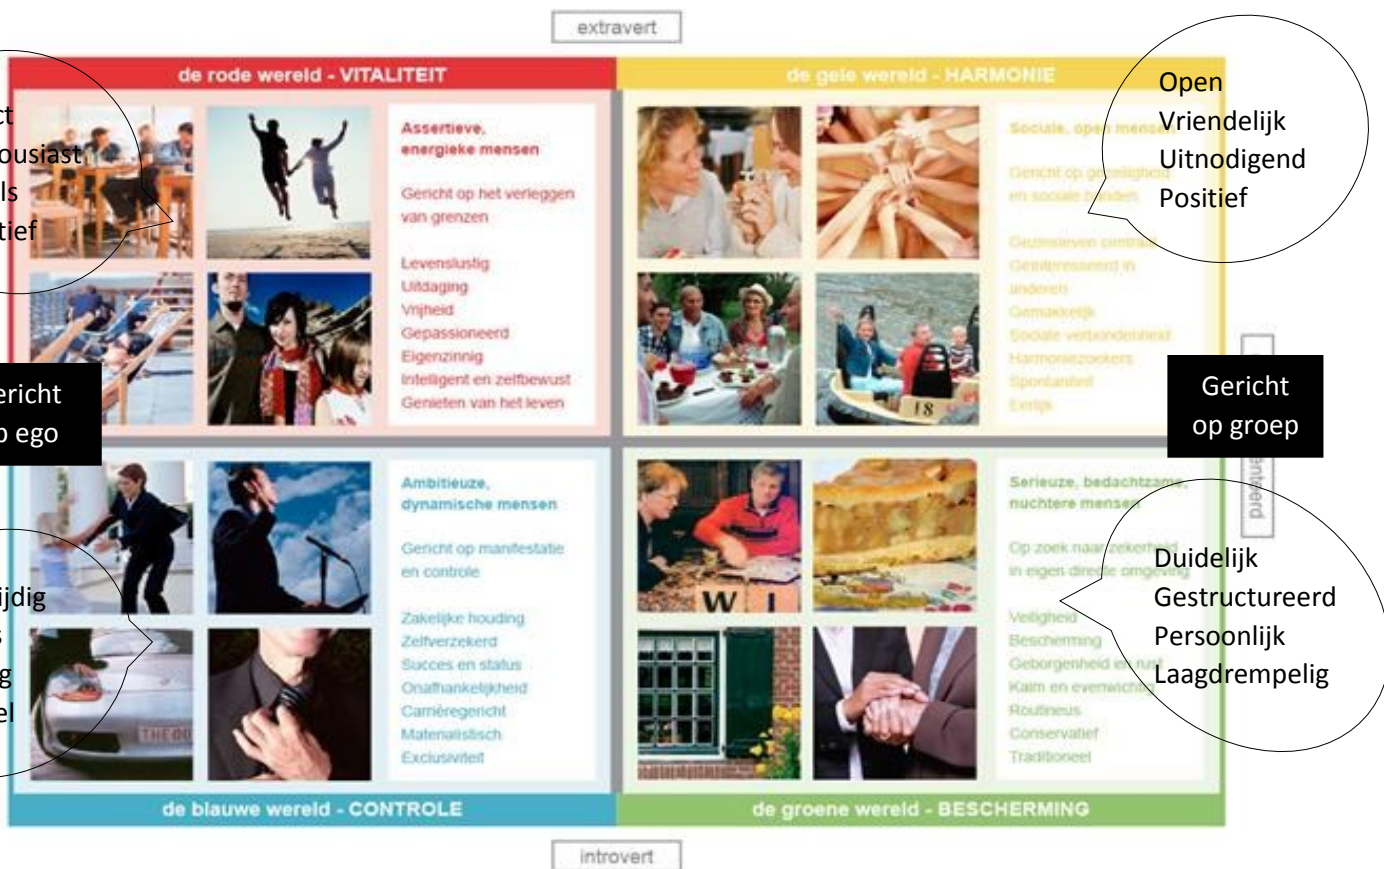 extravert
de rode wereld - VITALITEIT
de gele wereld - HARMONIE
Assertieve,
energieke mensen
Gericht op het verleggen
van grenzen
Levenslustig
Uitdaging
Vrijheid
Gepassioneerd
Eigenzinnig
Intelligent en zelfbewust
Genieten van het leven
Sociale, open mensen
Gericht op gezelligheid
en sociale banden
Gezinsleven centraal
Geïnteresseerd in
anderen
Gemakkelijk
Sociale verbondenheid
Harmoniezoekers
Spontaniteit
Eerlijk
Open
Vriendelijk
Uitnodigend
Positief
op groep
Gericht
Ambitieuze,
dynamische mensen
Gericht op manifestatie
en controle
Zakelijke houding
Zelfverzekerd
Succes en status
Onafhankelijkheid
Carrièregericht
Materialistisch
Exclusiviteit
Serieuze, bedachtzame,
nuchtere mensen
Op zoek naar zekerheid
in eigen directe omgeving
Veiligheid
Bescherming
Geborgenheid en rust
Kalm en evenwichtig
Routineus
Conservatief
Traditioneel
Duidelijk
Gestructureerd
Persoonlijk
Laagdrempelig
18
W I
de blauwe wereld - CONTROLE
de groene wereld - BESCHERMING
introvert